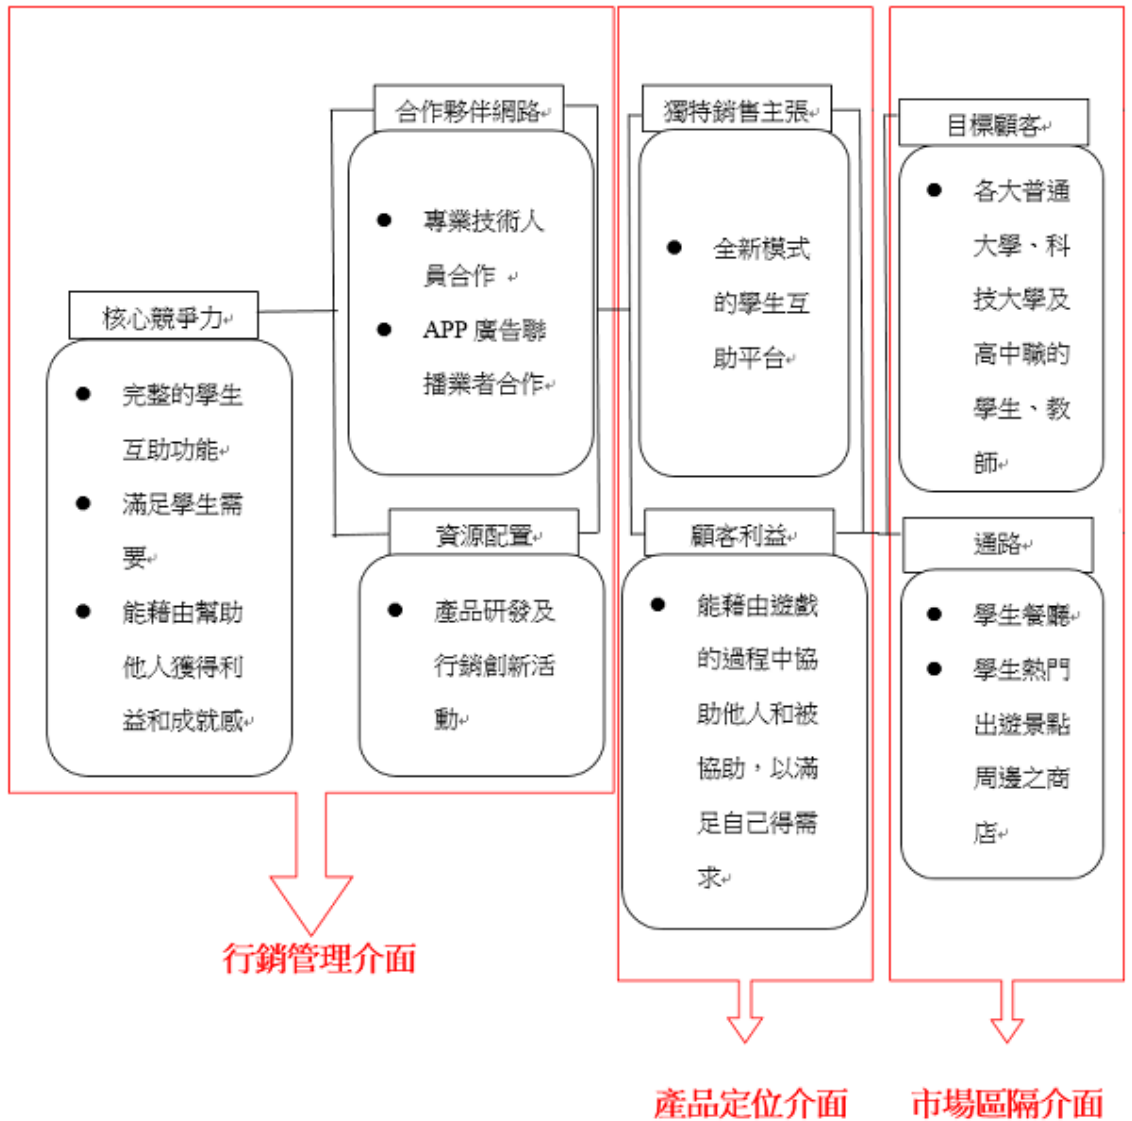 核心競爭力
● 完整的學生
互助功能
● 滿足學生需
要
● 能藉由幫助
他人獲得利
益和成就感
合作夥伴網路
● 專業技術人
員合作
● APP 廣告聯
播業者合作
資源配置
● 產品研發及
行銷創新活
動
行銷管理介面
獨特銷售主張
● 全新模式
的學生互
助平台
顧客利益
● 能藉由遊戲
的過程中協
助他人和被
協助，以滿
足自己得需
求
產品定位介面
目標顧客
● 各大普通
大學、科
技大學及
高中職的
學生、教
師
通路
● 學生餐廳
● 學生熱門
出遊景點
周邊之商
店
市場區隔介面